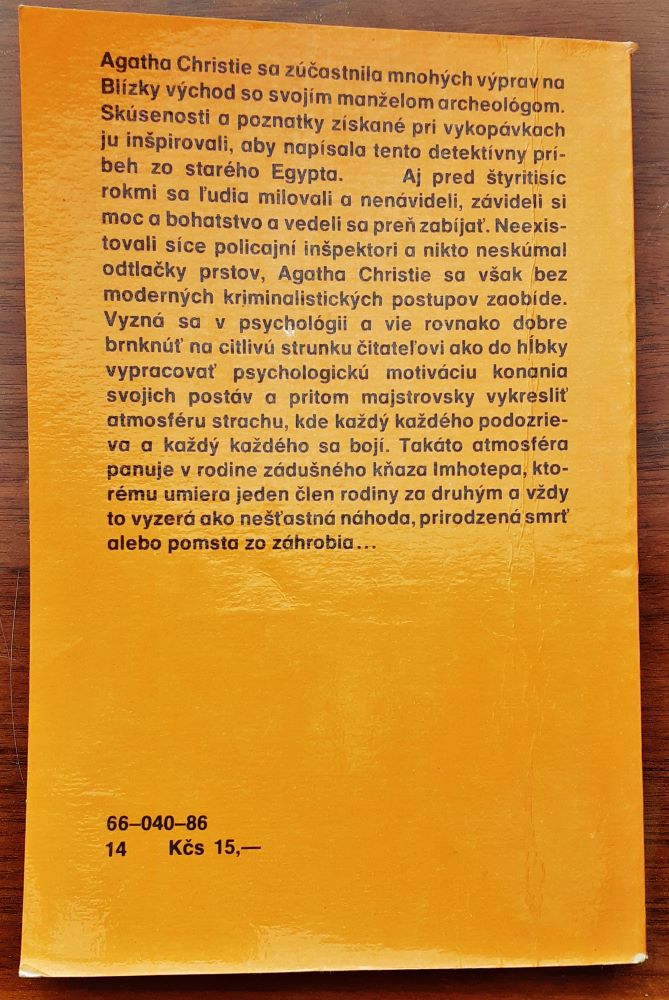 Agatha Christie sa zúčastnila mnohých výprav na
Blízky východ so svojím manželom archeológom.
Skúsenosti a poznatky získané pri vykopávkach
ju inšpirovali, aby napísala tento detektívny prí-
beh zo starého Egypta. Aj pred štyritisíc
rokmi sa ľudia milovali a nenávideli, závideli si
moc a bohatstvo a vedeli sa preň zabíjať. Neexis-
tovali síce policajní inšpektori a nikto neskúmal
odtlačky prstov, Agatha Christie sa však bez
moderných kriminalistických postupov zaobíde.
Vyzná sa v psychológii a vie rovnako dobre
brnknúť na citlivú strunku čitateľovi ako do hĺbky
vypracovať psychologickú motiváciu konania
svojich postáv a pritom majstrovsky vykresliť
atmosféru strachu, kde každý každého podozrie-
va a každý každého sa bojí. Takáto atmosféra
panuje v rodine zádušného kňaza Imhotepa, kto-
rému umiera jeden člen rodiny za druhým a vždy
to vyzerá ako nešťastná náhoda, prirodzená smrť
alebo pomsta zo záhrobia...
66–040–86
14 Kčs 15,—